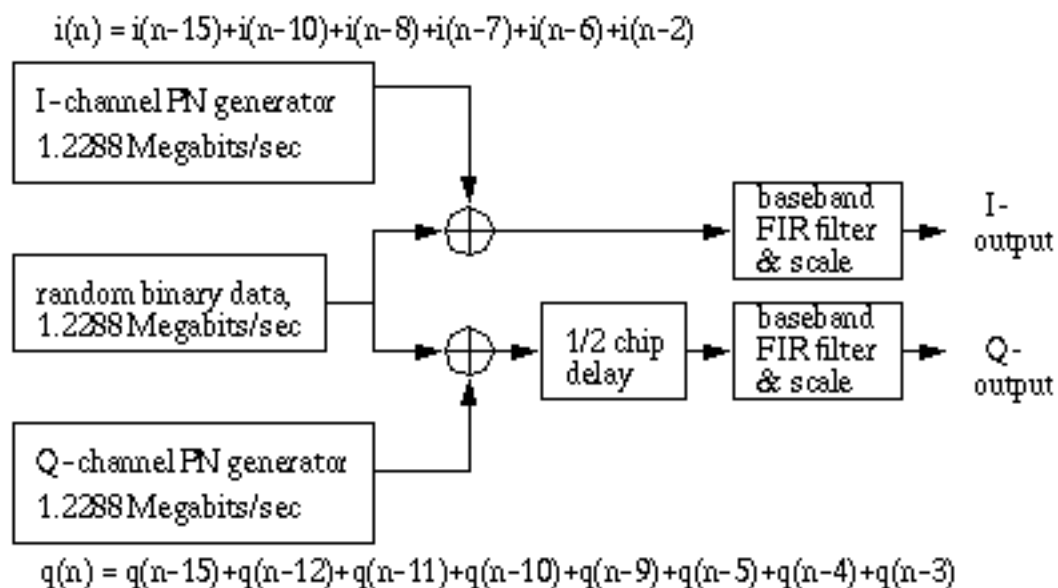 i(n) = i(n-15)+i(n-10)+i(n-8)+i(n-7)+i(n-6)+i(n-2)
I-channel PN generator
1.2288 Megabits/sec
random binary data,
1.2288 Megabits/sec
baseband
FIR filter
& scale
I-
output
1/2 chip
delay
baseband
FIR filter
& scale
Q-
output
Q-channel PN generator
1.2288 Megabits/sec
q(n) = q(n-15)+q(n-12)+q(n-11)+q(n-10)+q(n-9)+q(n-5)+q(n-4)+q(n-3)